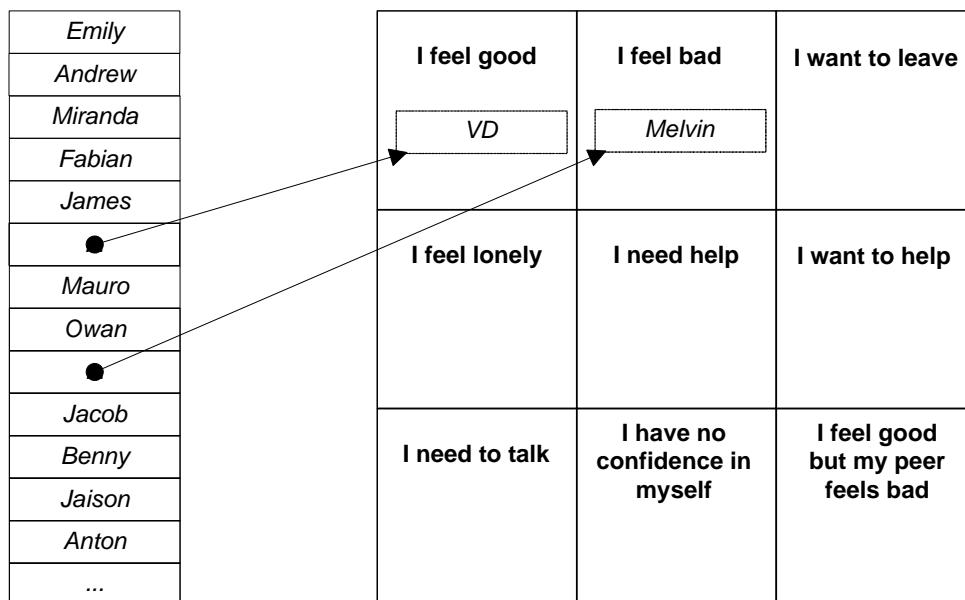 Emily
Andrew
Miranda
Fabian
James
Mauro
Owan
Jacob
Benny
Jaison
Anton
...
I feel good
VD
I feel bad
Melvin
I want to leave
I feel lonely
I need help
I want to help
I need to talk
I have no
confidence in
myself
I feel good
but my peer
feels bad